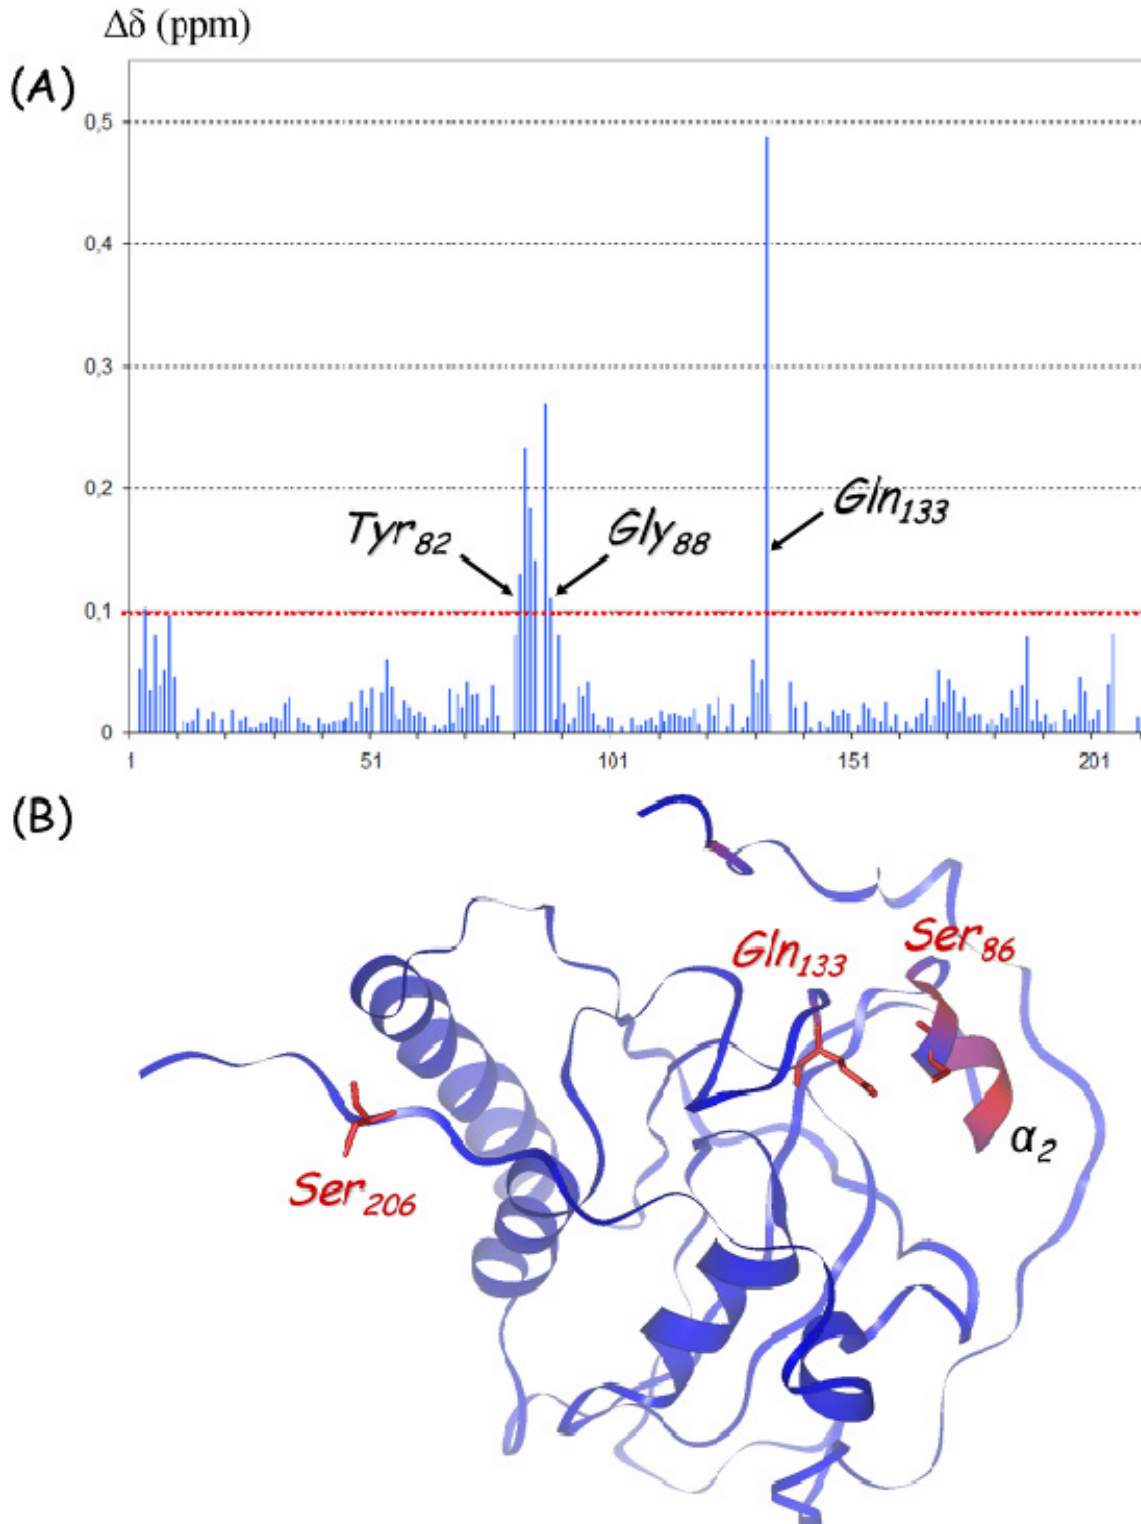 Δδ (ppm)
(A)
0,5
0,4
0,3
0,2
0,1
0
Tyr82
Gly88
Gln133
1 51 101 151 201
(B)
Gln133
Ser86
α2
Ser206